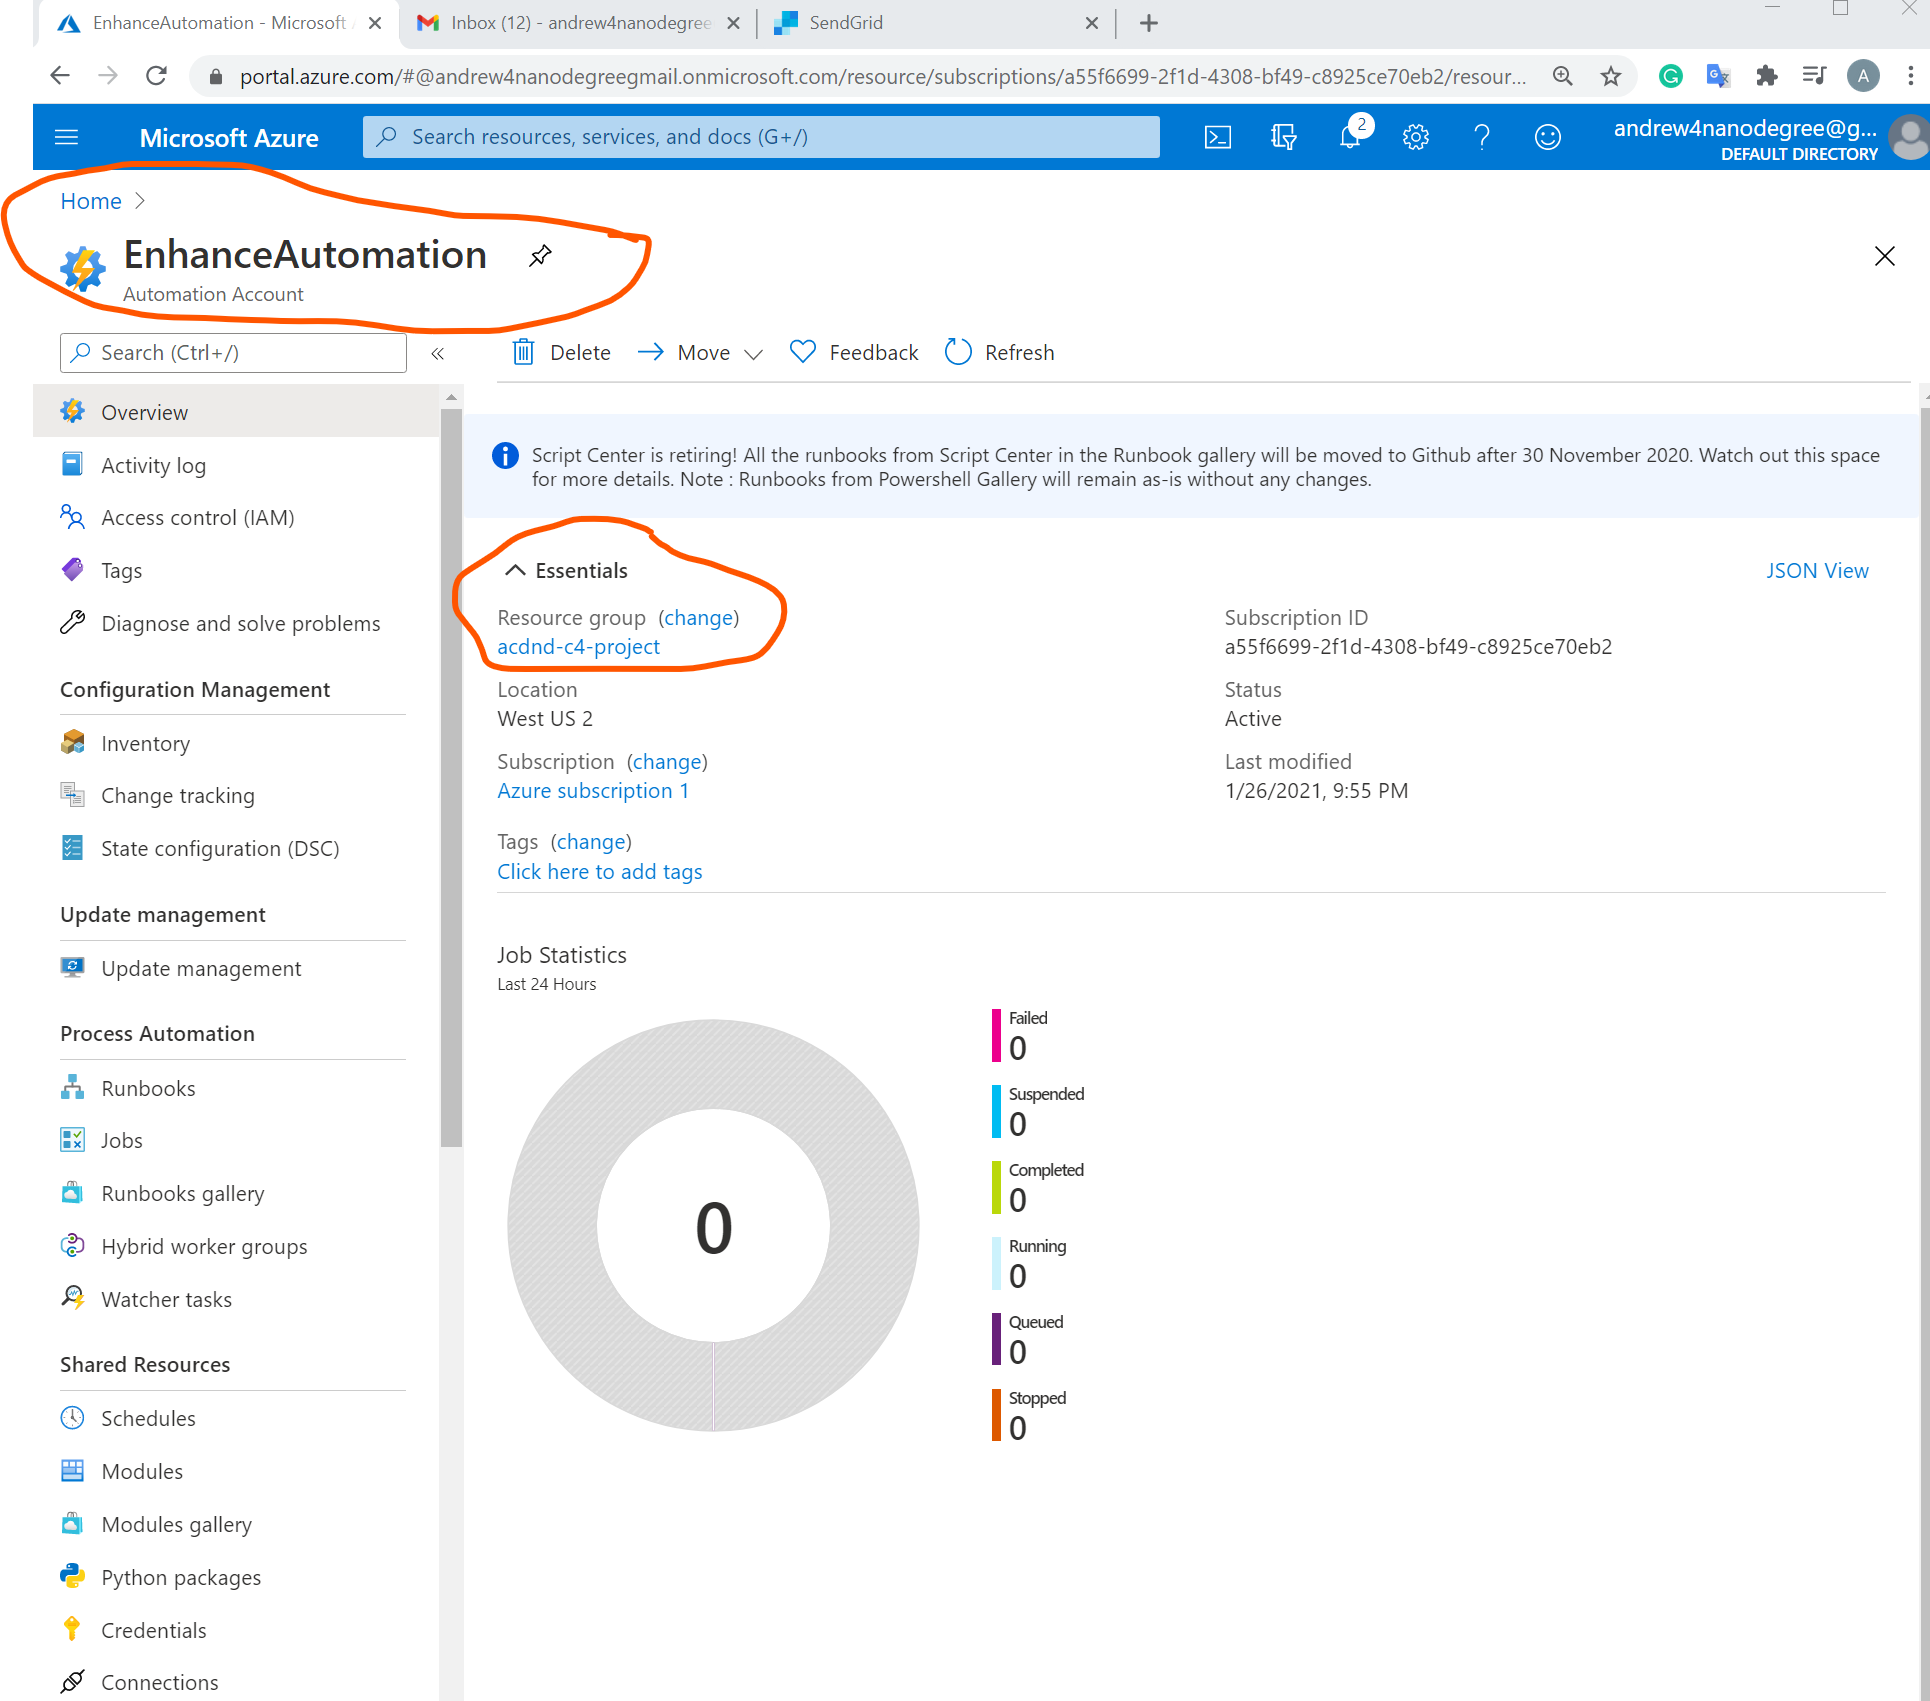 EnhanceAutomation - Microsoft
Inbox (12) - andrew4nanodegree
SendGrid
portal.azure.com/#@andrew4nanodegreegmail.onmicrosoft.com/resource/subscriptions/a55f6699-2f1d-4308-bf49-c8925ce70eb2/resour...
A
Microsoft Azure
Search resources, services, and docs (G+/)
2
andrew4nanodegree@g...
DEFAULT DIRECTORY
Home >
EnhanceAutomation
Automation Account
Search (Ctrl+/)
«
Delete
Move
Feedback
Refresh
Overview
Activity log
Access control (IAM)
Tags
Diagnose and solve problems
Configuration Management
Inventory
Change tracking
State configuration (DSC)
Update management
Update management
Process Automation
Runbooks
Jobs
Runbooks gallery
Hybrid worker groups
Watcher tasks
Shared Resources
Schedules
Modules
Modules gallery
Python packages
Credentials
Connections
Script Center is retiring! All the runbooks from Script Center in the Runbook gallery will be moved to Github after 30 November 2020. Watch out this space
for more details. Note : Runbooks from Powershell Gallery will remain as-is without any changes.
Essentials
JSON View
Resource group (change)
acdnd-c4-project
Location
West US 2
Subscription (change)
Azure subscription 1
Tags (change)
Click here to add tags
Subscription ID
a55f6699-2f1d-4308-bf49-c8925ce70eb2
Status
Active
Last modified
1/26/2021, 9:55 PM
Job Statistics
Last 24 Hours
0
Failed
0
Suspended
0
Completed
0
Running
0
Queued
0
Stopped
0